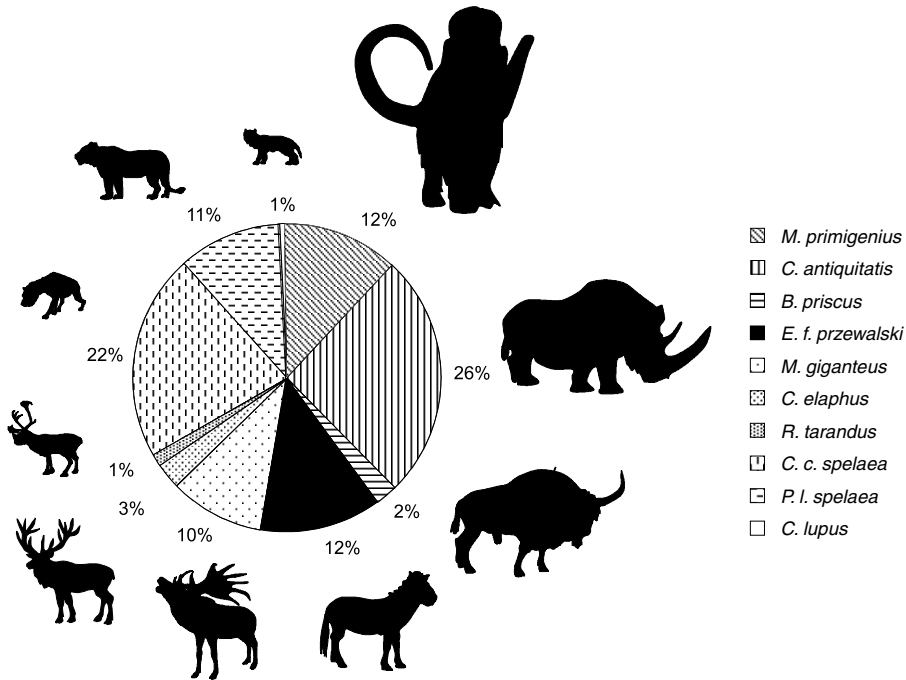 11%
1%
12%
22%
26%
1%
3%
2%
10%
12%
M. primigenius
C. antiquitatis
B. priscus
E. f. przewalski
M. giganteus
C. elaphus
R. tarandus
C. c. spelaea
P. l. spelaea
C. lupus